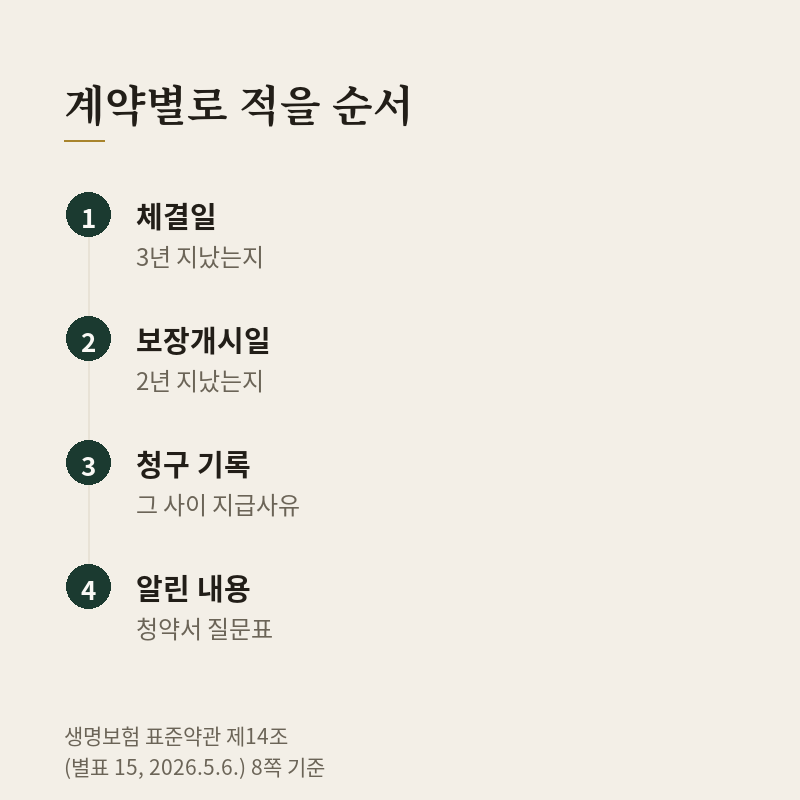 계약별로 적을 순서
1 체결일
3년 지났는지
2 보장개시일
2년 지났는지
3 청구 기록
그 사이 지급사유
4 알린 내용
청약서 질문표
생명보험 표준약관 제14조
(별표 15, 2026.5.6.) 8쪽 기준